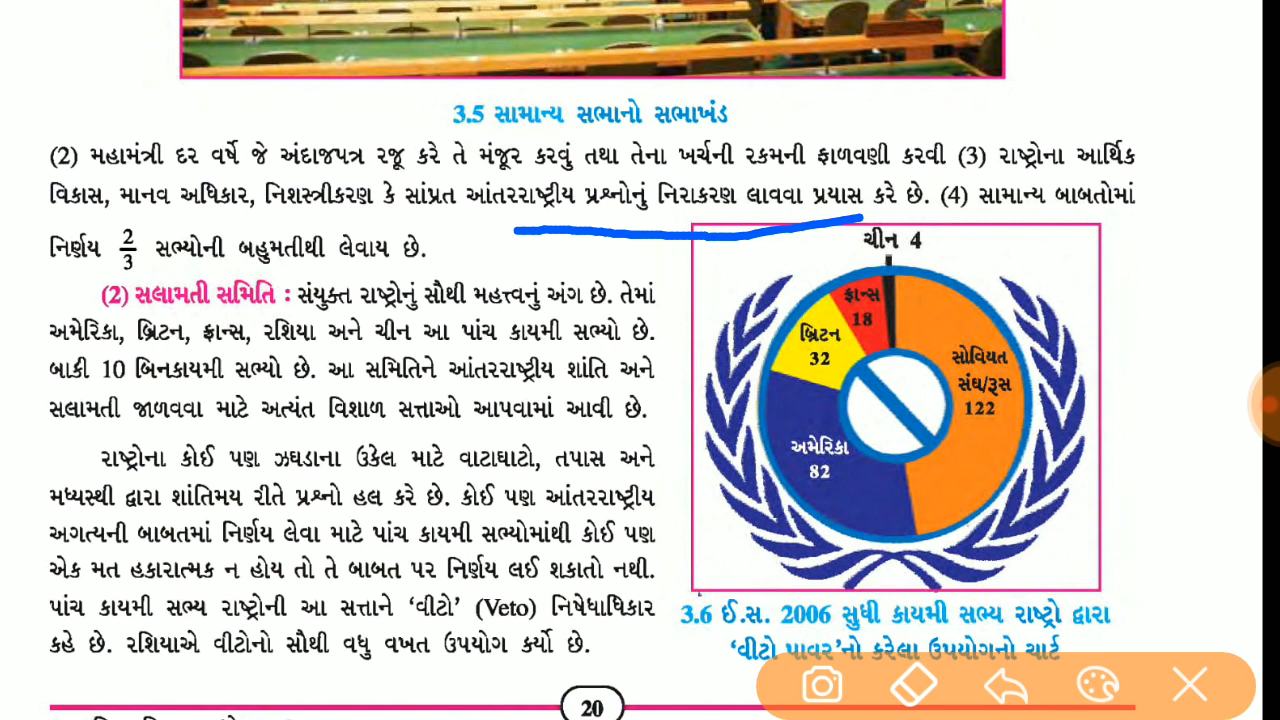 3.5 સામાન્ય સભાનો સભાખંડ
(2) મહામંત્રી દર વર્ષે જે અંદાજપત્ર રજૂ કરે તે મંજૂર કરવું તથા તેના ખર્ચની રકમની ફાળવણી કરવી (3) રાષ્ટ્રોના આર્થિક
વિકાસ, માનવ અધિકાર, નિશસ્ત્રીકરણ કે સાંપ્રત આંતરરાષ્ટ્રીય પ્રશ્નોનું નિરાકરણ લાવવા પ્રયાસ કરે છે. (4) સામાન્ય બાબતોમાં
નિર્ણય 2/3 સભ્યોની બહુમતીથી લેવાય છે.
(2) સલામતી સમિતિ : સંયુક્ત રાષ્ટ્રોનું સૌથી મહત્ત્વનું અંગ છે. તેમાં
અમેરિકા, બ્રિટન, ફ્રાન્સ, રશિયા અને ચીન આ પાંચ કાયમી સભ્યો છે.
બાકી 10 બિનકાયમી સભ્યો છે. આ સમિતિને આંતરરાષ્ટ્રીય શાંતિ અને
સલામતી જાળવવા માટે અત્યંત વિશાળ સત્તાઓ આપવામાં આવી છે.
રાષ્ટ્રોના કોઈ પણ ઝઘડાના ઉકેલ માટે વાટાઘાટો, તપાસ અને
મધ્યસ્થી દ્વારા શાંતિમય રીતે પ્રશ્નો હલ કરે છે. કોઈ પણ આંતરરાષ્ટ્રીય
અગત્યની બાબતમાં નિર્ણય લેવા માટે પાંચ કાયમી સભ્યોમાંથી કોઈ પણ
એક મત હકારાત્મક ન હોય તો તે બાબત પર નિર્ણય લઈ શકાતો નથી.
પાંચ કાયમી સભ્ય રાષ્ટ્રોની આ સત્તાને ‘વીટો’ (Veto) નિષેધાધિકાર
કહે છે. રશિયાએ વીટોનો સૌથી વધુ વખત ઉપયોગ કર્યો છે.
ચીન 4
ફ્રાન્સ
18
બ્રિટન
32
સોવિયત
સંઘ/રૂસ
122
અમેરિકા
82
3.6 ઈ.સ. 2006 સુધી કાયમી સભ્ય રાષ્ટ્રો દ્વારા
‘વીટો પાવર’નો કરેલા ઉપયોગનો ચાર્ટ
20